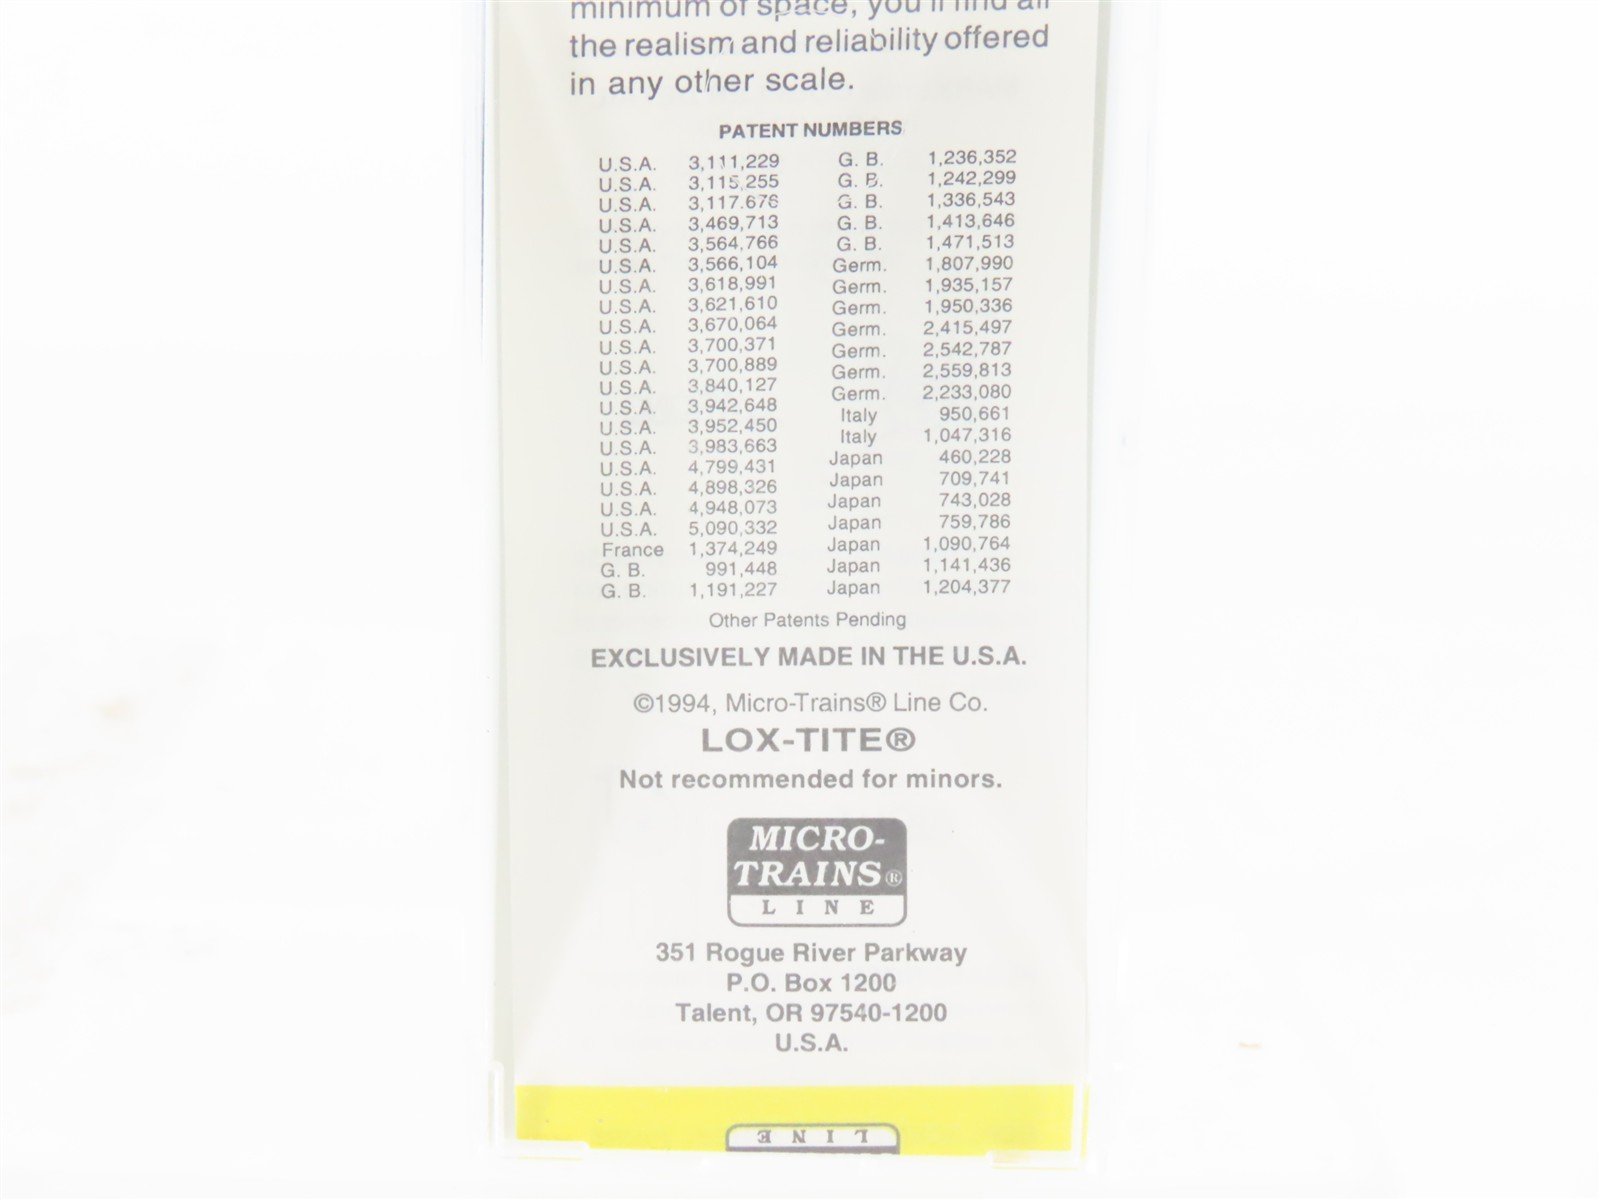 minimum of space, you'll find all
the realism and reliability offered
in any other scale.
PATENT NUMBERS
U.S.A. 3,111,229 G. B. 1,236,352
U.S.A. 3,115,255 G. B. 1,242,299
U.S.A. 3,117.676 G. B. 1,336,543
U.S.A. 3,469,713 G. B. 1,413,646
U.S.A. 3,564,766 G. B. 1,471,513
U.S.A. 3,566,104 Germ. 1,807,990
U.S.A. 3,618,991 Germ. 1,935,157
U.S.A. 3,621,610 Germ. 1,950,336
U.S.A. 3,670,064 Germ. 2,415,497
U.S.A. 3,700,371 Germ. 2,542,787
U.S.A. 3,700,889 Germ. 2,559,813
U.S.A. 3,840,127 Germ. 2,233,080
U.S.A. 3,942,648 Italy 950,661
U.S.A. 3,952,450 Italy 1,047,316
U.S.A. 3,983,663 Japan 460,228
U.S.A. 4,799,431 Japan 709,741
U.S.A. 4,898,326 Japan 743,028
U.S.A. 4,948,073 Japan 759,786
U.S.A. 5,090,332 Japan 1,090,764
France 1,374,249 Japan 1,141,436
G. B. 991,448 Japan 1,204,377
G. B. 1,191,227
Other Patents Pending
EXCLUSIVELY MADE IN THE U.S.A.
©1994, Micro-Trains® Line Co.
LOX-TITE®
Not recommended for minors.
MICRO-
TRAINS®
LINE
351 Rogue River Parkway
P.O. Box 1200
Talent, OR 97540-1200
U.S.A.
LINE